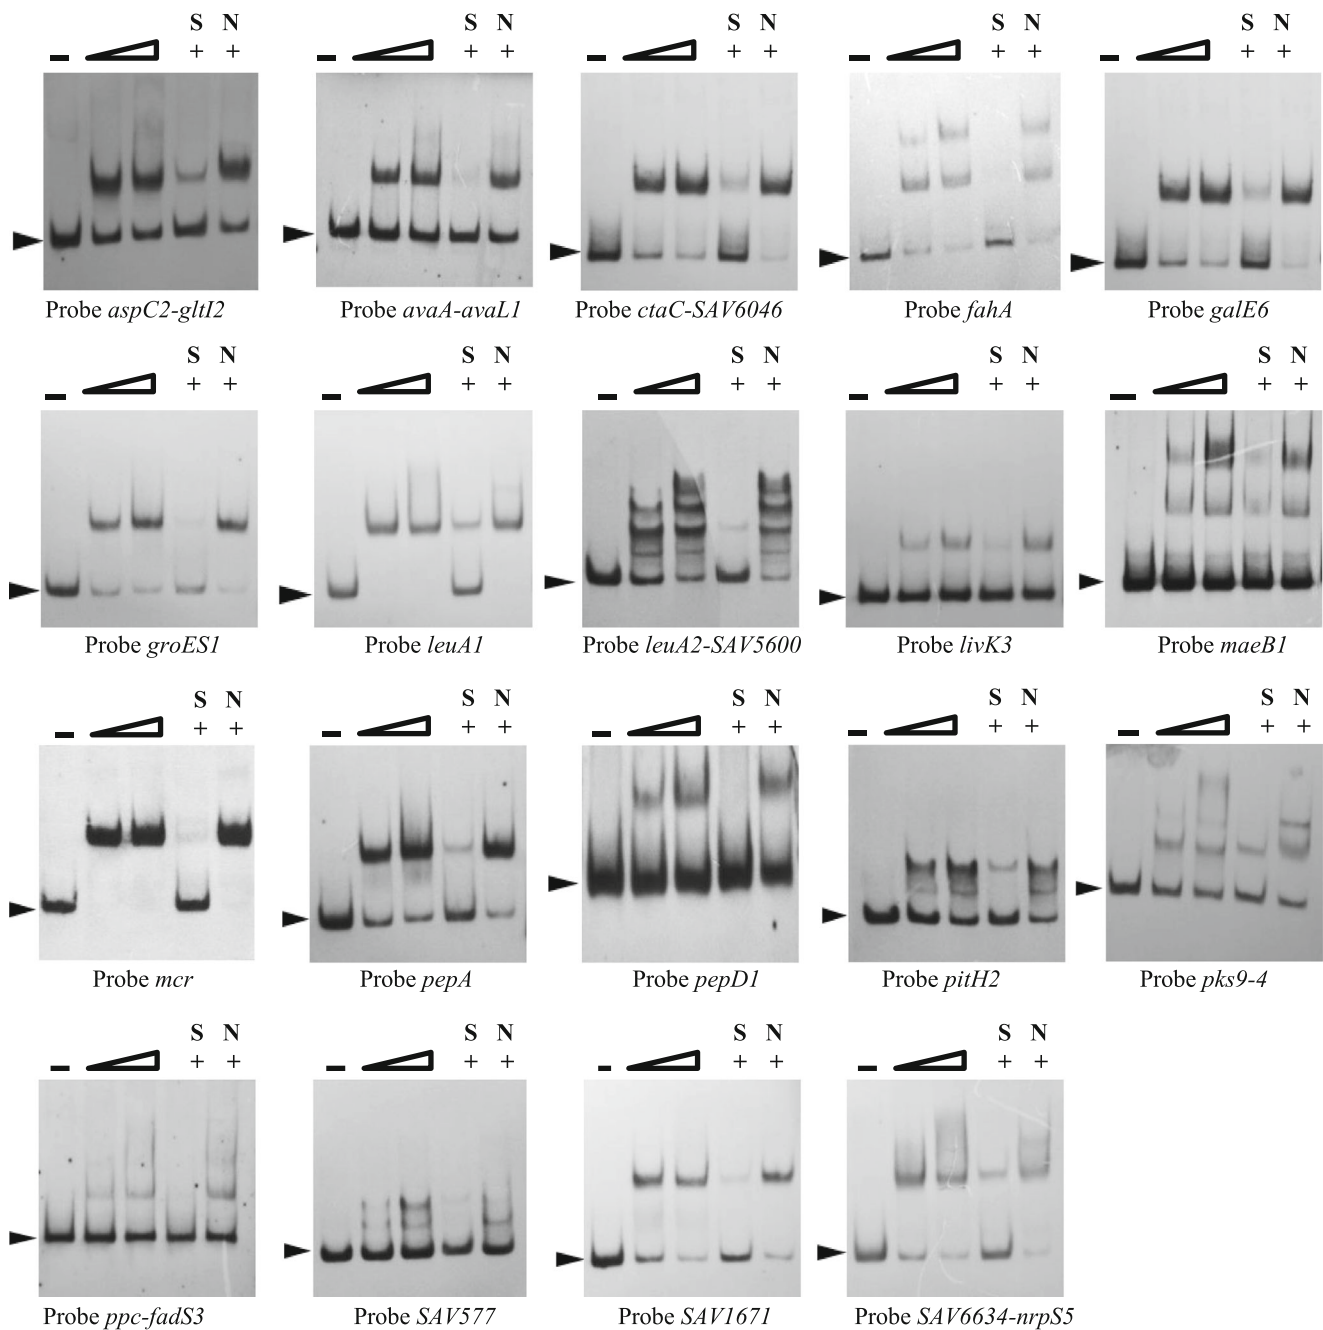 S N S N S N S N S N
– + + – + + – + + – + + – + +
Probe aspC2-gltI2 Probe avaA-avaL1 Probe ctaC-SAV6046 Probe fahA Probe galE6
S N S N S N S N S N
– + + – + + – + + – + + – + +
Probe groES1 Probe leuA1 Probe leuA2-SAV5600 Probe livK3 Probe maeB1
S N S N S N S N S N
– + + – + + – + + – + + – + +
Probe mcr Probe pepA Probe pepD1 Probe pitH2 Probe pks9-4
S N S N S N S N
– + + – + + – + + – + +
Probe ppc-fadS3 Probe SAV577 Probe SAV1671 Probe SAV6634-nrpS5